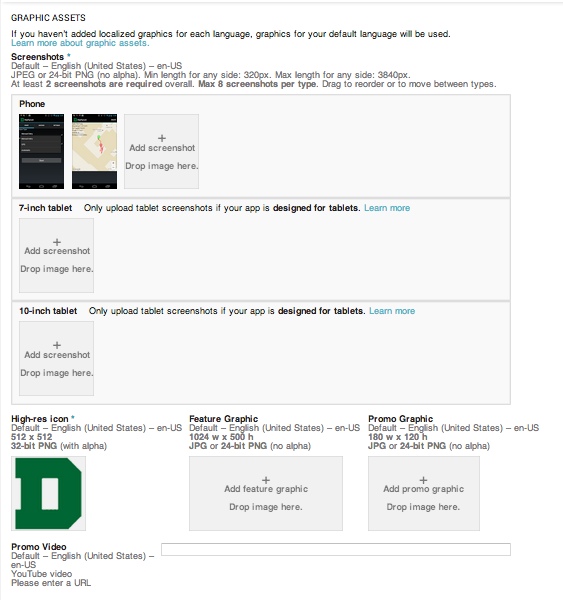 GRAPHIC ASSETS
If you haven't added localized graphics for each language, graphics for your default language will be used.
Learn more about graphic assets.
Screenshots *
Default – English (United States) – en-US
JPEG or 24-bit PNG (no alpha). Min length for any side: 320px. Max length for any side: 3840px.
At least 2 screenshots are required overall. Max 8 screenshots per type. Drag to reorder or to move between types.
Phone
+
Add screenshot
Drop image here.
7-inch tablet Only upload tablet screenshots if your app is designed for tablets. Learn more
+
Add screenshot
Drop image here.
10-inch tablet Only upload tablet screenshots if your app is designed for tablets. Learn more
+
Add screenshot
Drop image here.
High-res icon *
Default – English (United States) – en-US
512 x 512
32-bit PNG (with alpha)
D
Feature Graphic
Default – English (United States) – en-US
1024 w x 500 h
JPG or 24-bit PNG (no alpha)
+
Add feature graphic
Drop image here.
Promo Graphic
Default – English (United States) – en-US
180 w x 120 h
JPG or 24-bit PNG (no alpha)
+
Add promo graphic
Drop image here.
Promo Video
Default – English (United States) –
en-US
YouTube video
Please enter a URL